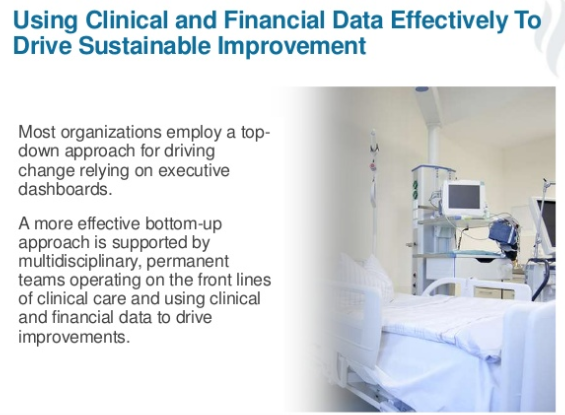 Using Clinical and Financial Data Effectively To
Drive Sustainable Improvement
Most organizations employ a top-
down approach for driving
change relying on executive
dashboards.
A more effective bottom-up
approach is supported by
multidisciplinary, permanent
teams operating on the front lines
of clinical care and using clinical
and financial data to drive
improvements.